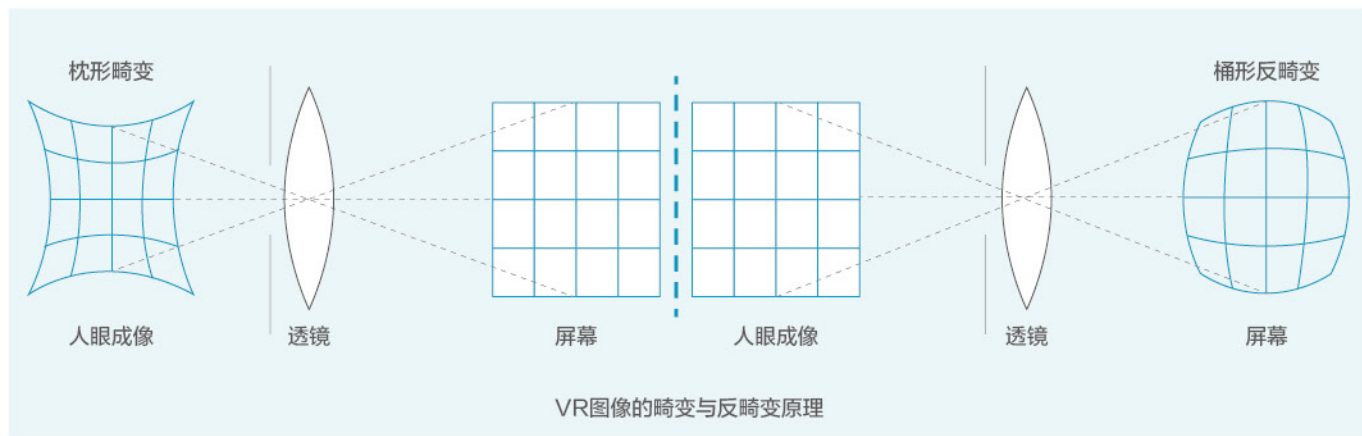 枕形畸变
桶形反畸变
人眼成像
透镜
屏幕
人眼成像
透镜
屏幕
VR图像的畸变与反畸变原理